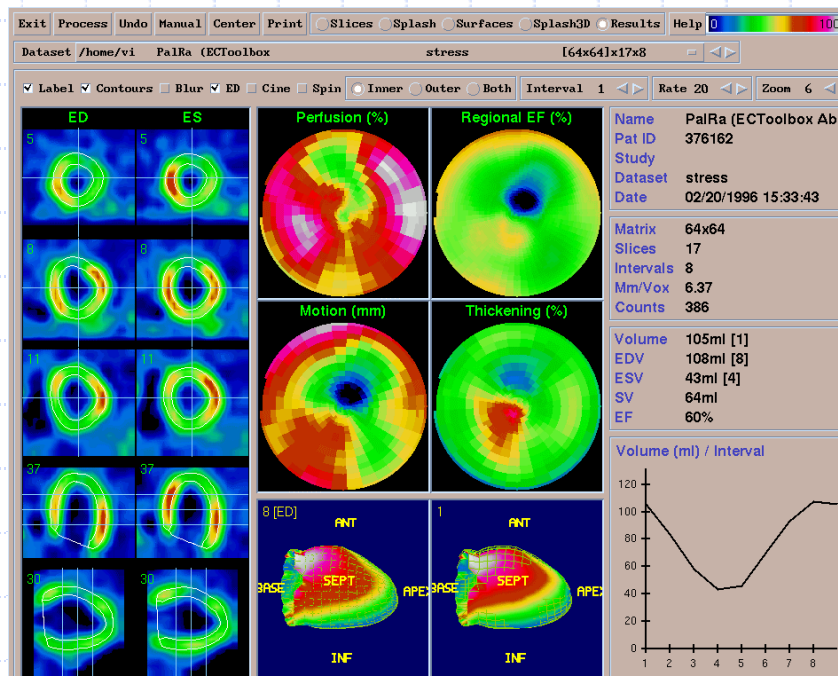 Exit Process Undo Manual Center Print Slices Splash Surfaces Splash3D Results Help 0 100
Dataset /home/vi PalRa (ECToolbox stress [64x64]x17x8
Label Contours Blur ED Cine Spin Inner Outer Both Interval 1 Rate 20 Zoom 6
ED ES
5 5
8 8
11 11
37 37
30 30
Perfusion (%) Regional EF (%)
Motion (mm) Thickening (%)
8 [ED] 1
ANT ANT
SEPT SEPT
BASE APEX BASE APEX
INF INF
Name PalRa (ECToolbox Ab
Pat ID 376162
Study
Dataset stress
Date 02/20/1996 15:33:43
Matrix 64x64
Slices 17
Intervals 8
Mm/Vox 6.37
Counts 386
Volume 105ml [1]
EDV 108ml [8]
ESV 43ml [4]
SV 64ml
EF 60%
Volume (ml) / Interval
120
100
80
60
40
20
0
1 2 3 4 5 6 7 8